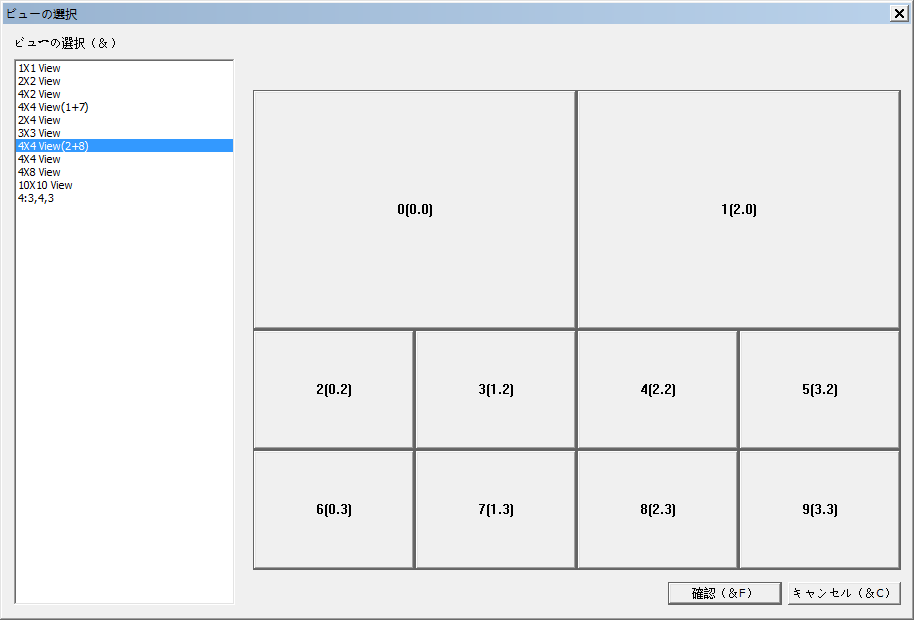 ビューの選択
ビューの選択（&）
1X1 View
2X2 View
4X2 View
4X4 View(1+7)
2X4 View
3X3 View
4X4 View(2+8)
4X4 View
4X8 View
10X10 View
4:3,4,3
0(0.0)
1(2.0)
2(0.2)
3(1.2)
4(2.2)
5(3.2)
6(0.3)
7(1.3)
8(2.3)
9(3.3)
確認（&F）
キャンセル（&C）